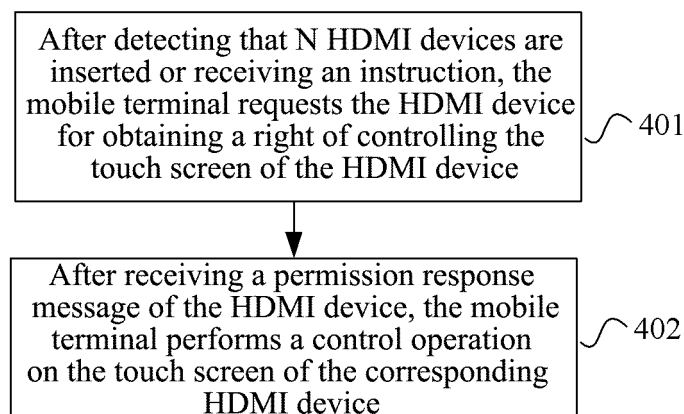 After detecting that N HDMI devices are
inserted or receiving an instruction, the
mobile terminal requests the HDMI device
for obtaining a right of controlling the
touch screen of the HDMI device
401
After receiving a permission response
message of the HDMI device, the mobile
terminal performs a control operation
on the touch screen of the corresponding
HDMI device
402